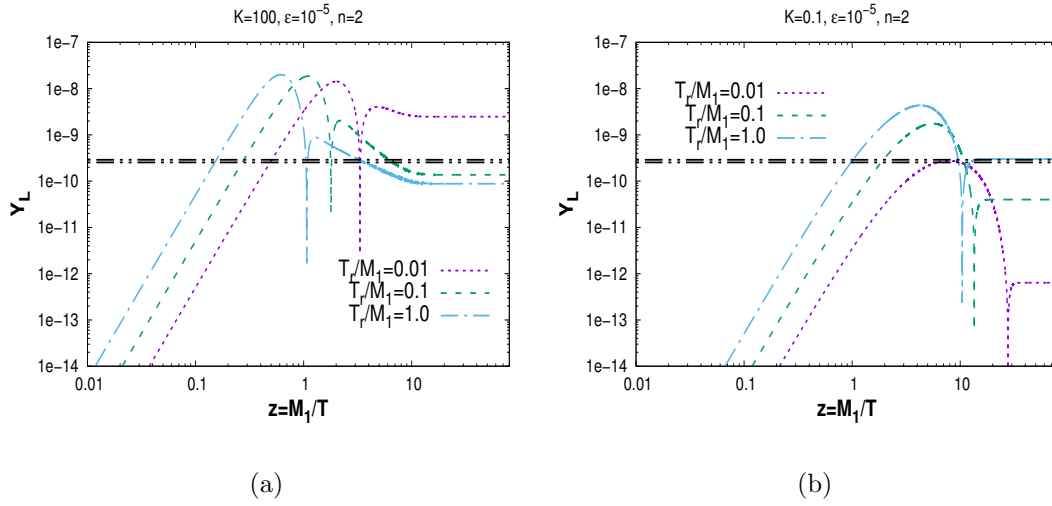 K=100, ε=10⁻⁵, n=2
1e−7
1e−8
1e−9
1e−10
1e−11
1e−12
1e−13
1e−14
Y_L
T_r/M_1=0.01
T_r/M_1=0.1
T_r/M_1=1.0
0.01
0.1
1
10
z=M_1/T
(a)
K=0.1, ε=10⁻⁵, n=2
1e−7
1e−8
1e−9
1e−10
1e−11
1e−12
1e−13
1e−14
Y_L
T_r/M_1=0.01
T_r/M_1=0.1
T_r/M_1=1.0
0.01
0.1
1
10
z=M_1/T
(b)